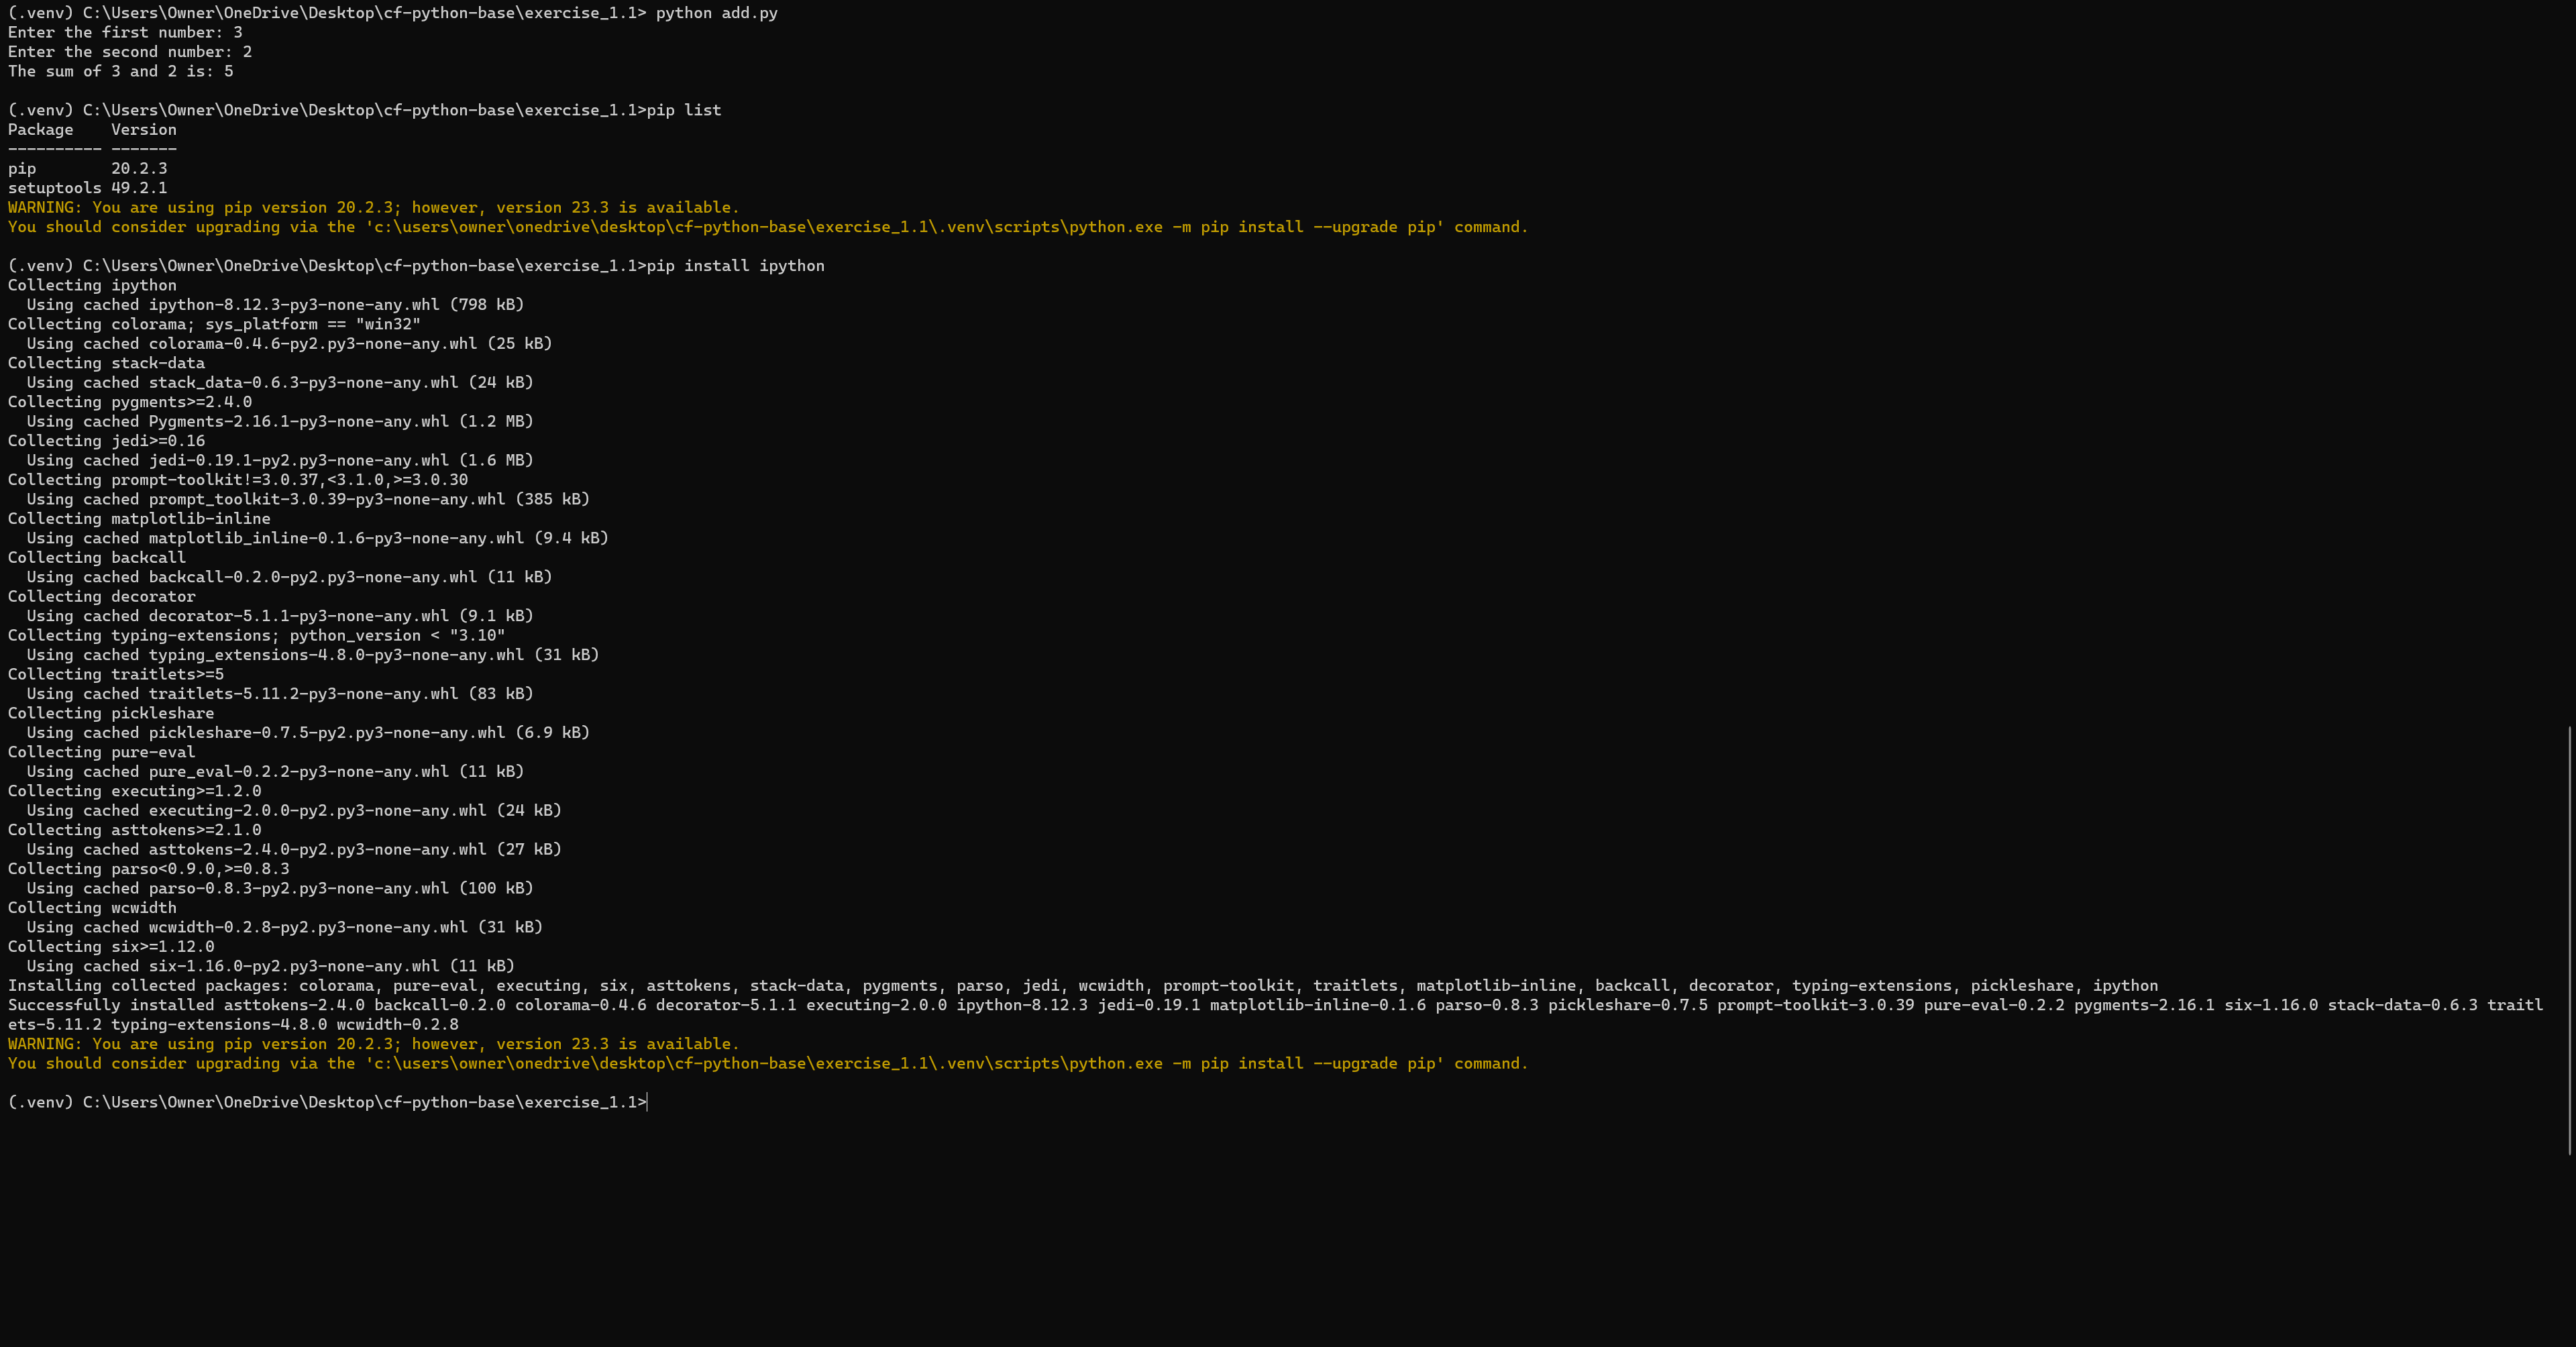 (.venv) C:\Users\Owner\OneDrive\Desktop\cf-python-base\exercise_1.1> python add.py
Enter the first number: 3
Enter the second number: 2
The sum of 3 and 2 is: 5
(.venv) C:\Users\Owner\OneDrive\Desktop\cf-python-base\exercise_1.1>pip list
Package    Version
---------- -------
pip        20.2.3
setuptools 49.2.1
WARNING: You are using pip version 20.2.3; however, version 23.3 is available.
You should consider upgrading via the 'c:\users\owner\onedrive\desktop\cf-python-base\exercise_1.1\.venv\scripts\python.exe -m pip install --upgrade pip' command.
(.venv) C:\Users\Owner\OneDrive\Desktop\cf-python-base\exercise_1.1>pip install ipython
Collecting ipython
  Using cached ipython-8.12.3-py3-none-any.whl (798 kB)
Collecting colorama; sys_platform == "win32"
  Using cached colorama-0.4.6-py2.py3-none-any.whl (25 kB)
Collecting stack-data
  Using cached stack_data-0.6.3-py3-none-any.whl (24 kB)
Collecting pygments>=2.4.0
  Using cached Pygments-2.16.1-py3-none-any.whl (1.2 MB)
Collecting jedi>=0.16
  Using cached jedi-0.19.1-py2.py3-none-any.whl (1.6 MB)
Collecting prompt-toolkit!=3.0.37,<3.1.0,>=3.0.30
  Using cached prompt_toolkit-3.0.39-py3-none-any.whl (385 kB)
Collecting matplotlib-inline
  Using cached matplotlib_inline-0.1.6-py3-none-any.whl (9.4 kB)
Collecting backcall
  Using cached backcall-0.2.0-py2.py3-none-any.whl (11 kB)
Collecting decorator
  Using cached decorator-5.1.1-py3-none-any.whl (9.1 kB)
Collecting typing-extensions; python_version < "3.10"
  Using cached typing_extensions-4.8.0-py3-none-any.whl (31 kB)
Collecting traitlets>=5
  Using cached traitlets-5.11.2-py3-none-any.whl (83 kB)
Collecting pickleshare
  Using cached pickleshare-0.7.5-py2.py3-none-any.whl (6.9 kB)
Collecting pure-eval
  Using cached pure_eval-0.2.2-py3-none-any.whl (11 kB)
Collecting executing>=1.2.0
  Using cached executing-2.0.0-py2.py3-none-any.whl (24 kB)
Collecting asttokens>=2.1.0
  Using cached asttokens-2.4.0-py2.py3-none-any.whl (27 kB)
Collecting parso<0.9.0,>=0.8.3
  Using cached parso-0.8.3-py2.py3-none-any.whl (100 kB)
Collecting wcwidth
  Using cached wcwidth-0.2.8-py2.py3-none-any.whl (31 kB)
Collecting six>=1.12.0
  Using cached six-1.16.0-py2.py3-none-any.whl (11 kB)
Installing collected packages: colorama, pure-eval, executing, six, asttokens, stack-data, pygments, parso, jedi, wcwidth, prompt-toolkit, traitlets, matplotlib-inline, backcall, decorator, typing-extensions, pickleshare, ipython
Successfully installed asttokens-2.4.0 backcall-0.2.0 colorama-0.4.6 decorator-5.1.1 executing-2.0.0 ipython-8.12.3 jedi-0.19.1 matplotlib-inline-0.1.6 parso-0.8.3 pickleshare-0.7.5 prompt-toolkit-3.0.39 pure-eval-0.2.2 pygments-2.16.1 six-1.16.0 stack-data-0.6.3 traitl
ets-5.11.2 typing-extensions-4.8.0 wcwidth-0.2.8
WARNING: You are using pip version 20.2.3; however, version 23.3 is available.
You should consider upgrading via the 'c:\users\owner\onedrive\desktop\cf-python-base\exercise_1.1\.venv\scripts\python.exe -m pip install --upgrade pip' command.
(.venv) C:\Users\Owner\OneDrive\Desktop\cf-python-base\exercise_1.1>